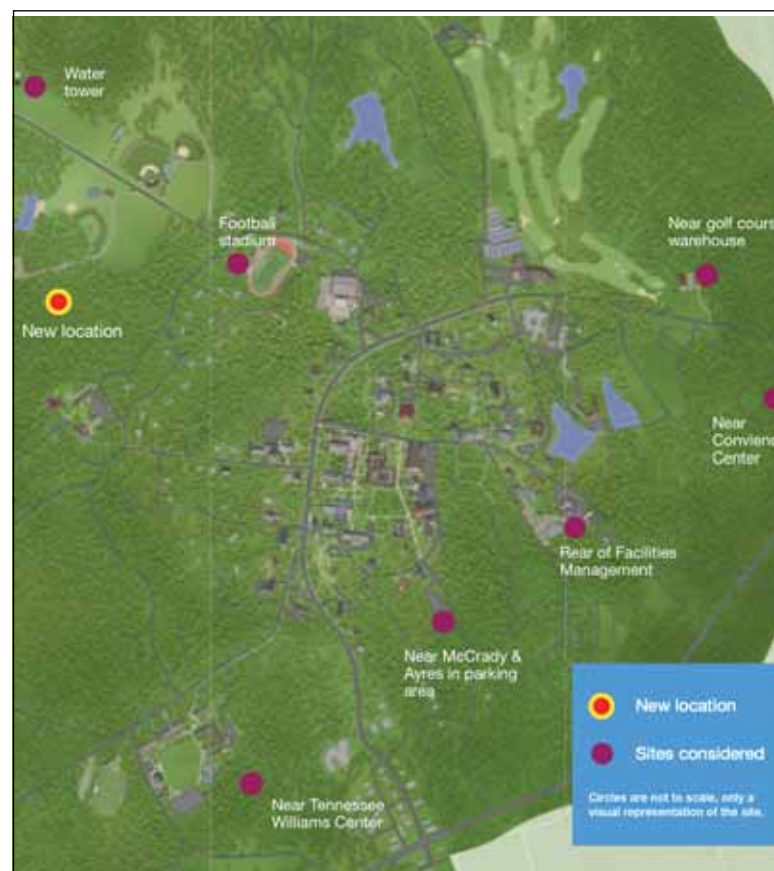 Water
tower
Football
stadium
Near golf cours
warehouse
New location
Near
Convienc
Center
Rear of Facilities
Management
Near McCrady &
Ayres in parking
area
New location
Sites considered
Circles are not to scale, only a
visual representation of the site.
Near Tennessee
Williams Center